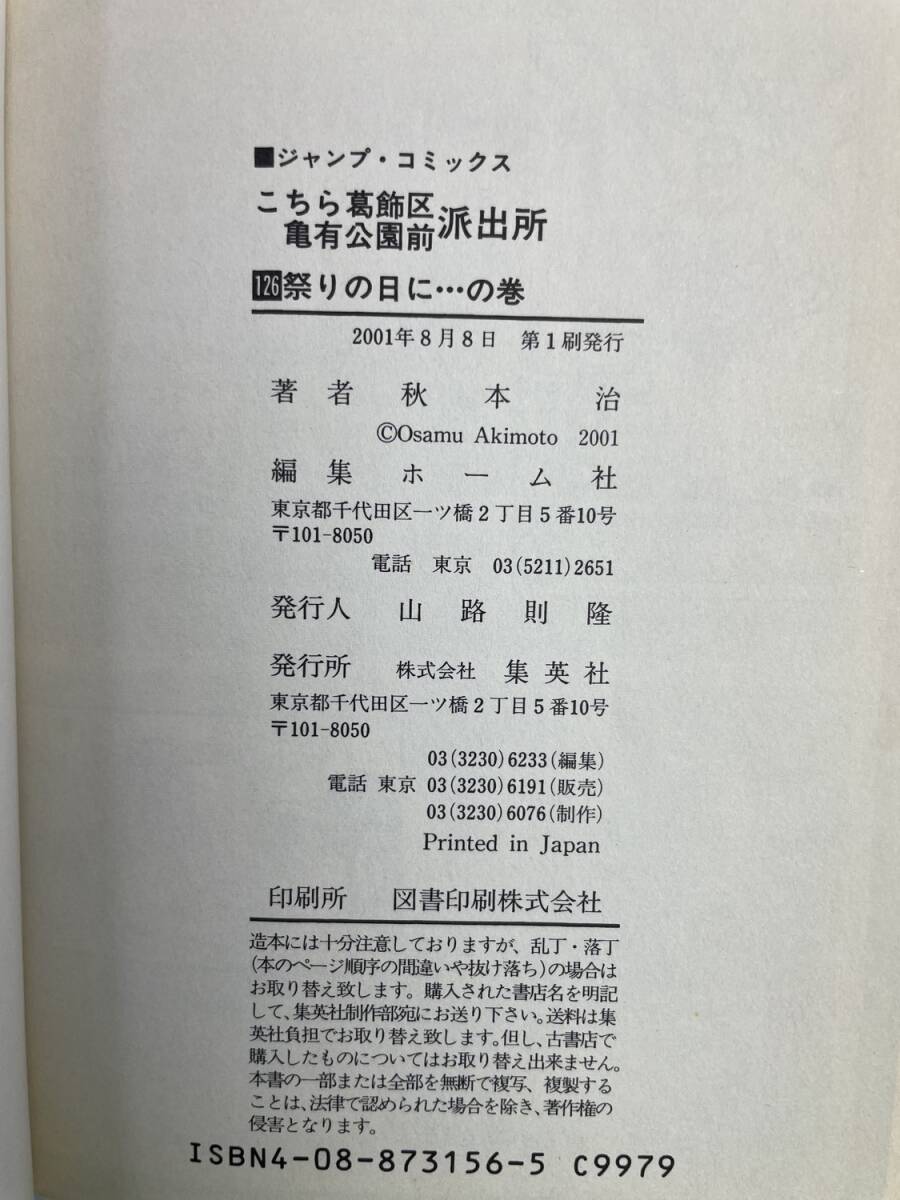 ■ジャンプ・コミックス
こちら葛飾区
亀有公園前派出所
126祭りの日に…の巻
2001年8月8日 第1刷発行
著者 秋本治
©Osamu Akimoto 2001
編集 ホーム社
東京都千代田区一ツ橋2丁目5番10号
〒101-8050
電話 東京 03(5211)2651
発行人 山路則隆
発行所 株式会社 集英社
東京都千代田区一ツ橋2丁目5番10号
〒101-8050
03(3230)6233(編集)
電話 東京 03(3230)6191(販売)
03(3230)6076(制作)
Printed in Japan
印刷所 図書印刷株式会社
造本には十分注意しておりますが、乱丁・落丁
(本のページ順序の間違いや抜け落ち)の場合は
お取り替え致します。購入された書店名を明記
して、集英社制作部宛にお送り下さい。送料は集
英社負担でお取り替え致します。但し、古書店で
購入したものについてはお取り替え出来ません。
本書の一部または全部を無断で複写、複製する
ことは、法律で認められた場合を除き、著作権の
侵害となります。
ISBN4-08-873156-5 C9979